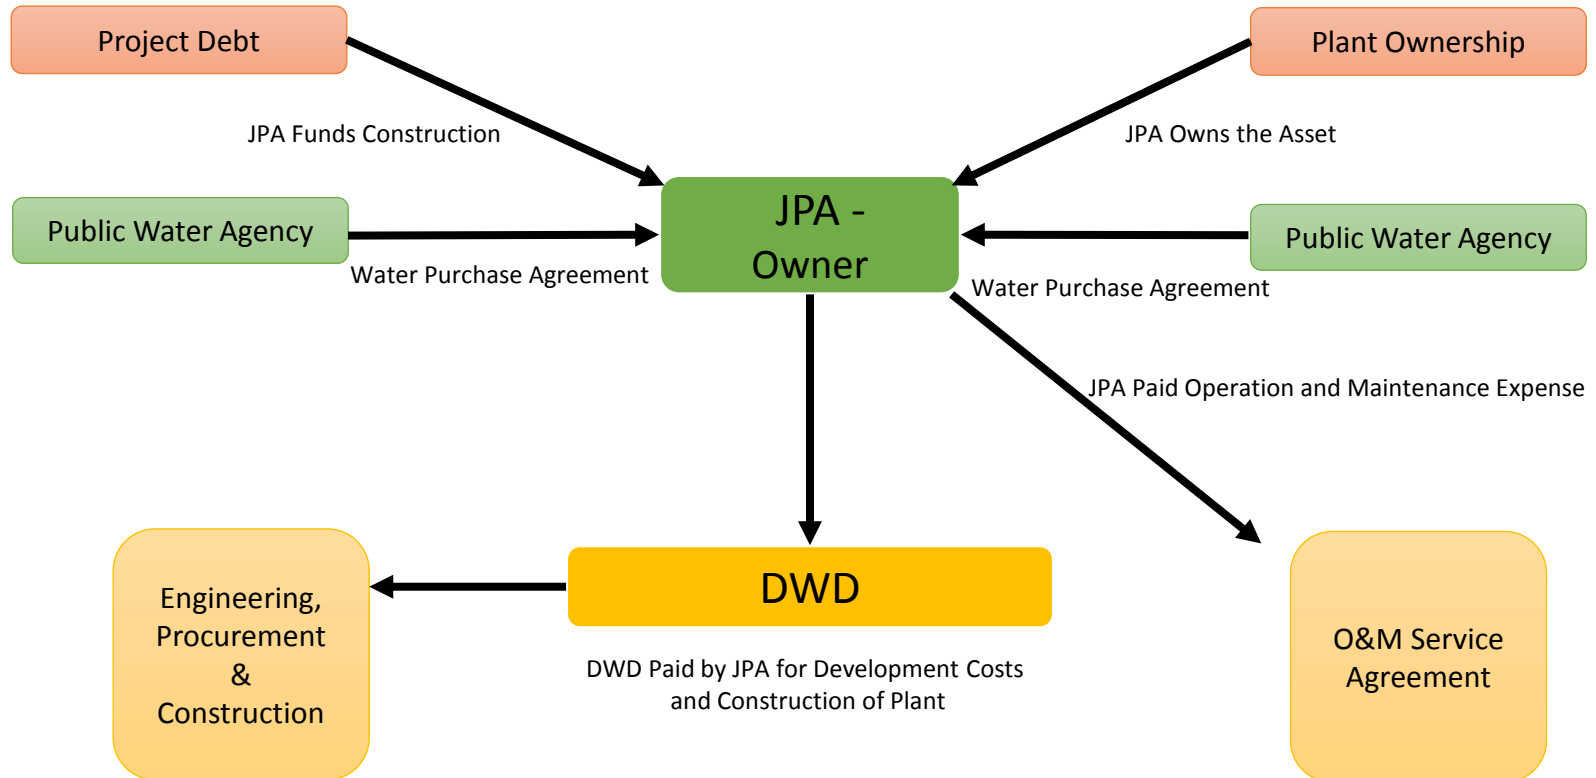 Project Debt
Plant Ownership
JPA Funds Construction
JPA Owns the Asset
JPA -
Owner
Public Water Agency
Public Water Agency
Water Purchase Agreement
Water Purchase Agreement
JPA Paid Operation and Maintenance Expense
Engineering,
Procurement
&
Construction
DWD
DWD Paid by JPA for Development Costs
and Construction of Plant
O&M Service
Agreement